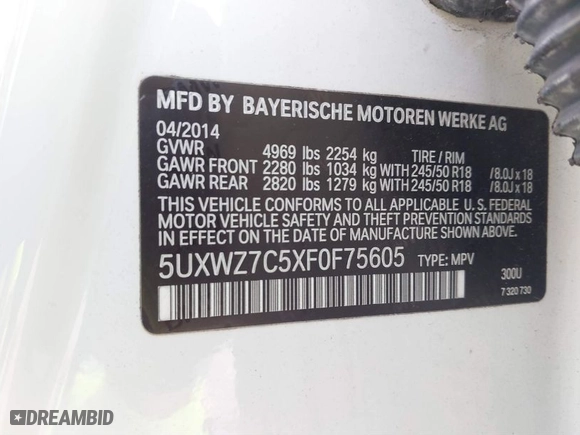 MFD BY BAYERISCHE MOTOREN WERKE AG
04/2014
GVWR 4969 lbs 2254 kg TIRE / RIM
GAWR FRONT 2280 lbs 1034 kg WITH 245/50 R18 /8.0J x 18
GAWR REAR 2820 lbs 1279 kg WITH 245/50 R18 /8.0J x 18
THIS VEHICLE CONFORMS TO ALL APPLICABLE U. S. FEDERAL
MOTOR VEHICLE SAFETY AND THEFT PREVENTION STANDARDS
IN EFFECT ON THE DATE OF MANUFACTURE SHOWN ABOVE.
5UXWZ7C5XF0F75605 TYPE: MPV
300U
7 320 730
DREAMBID